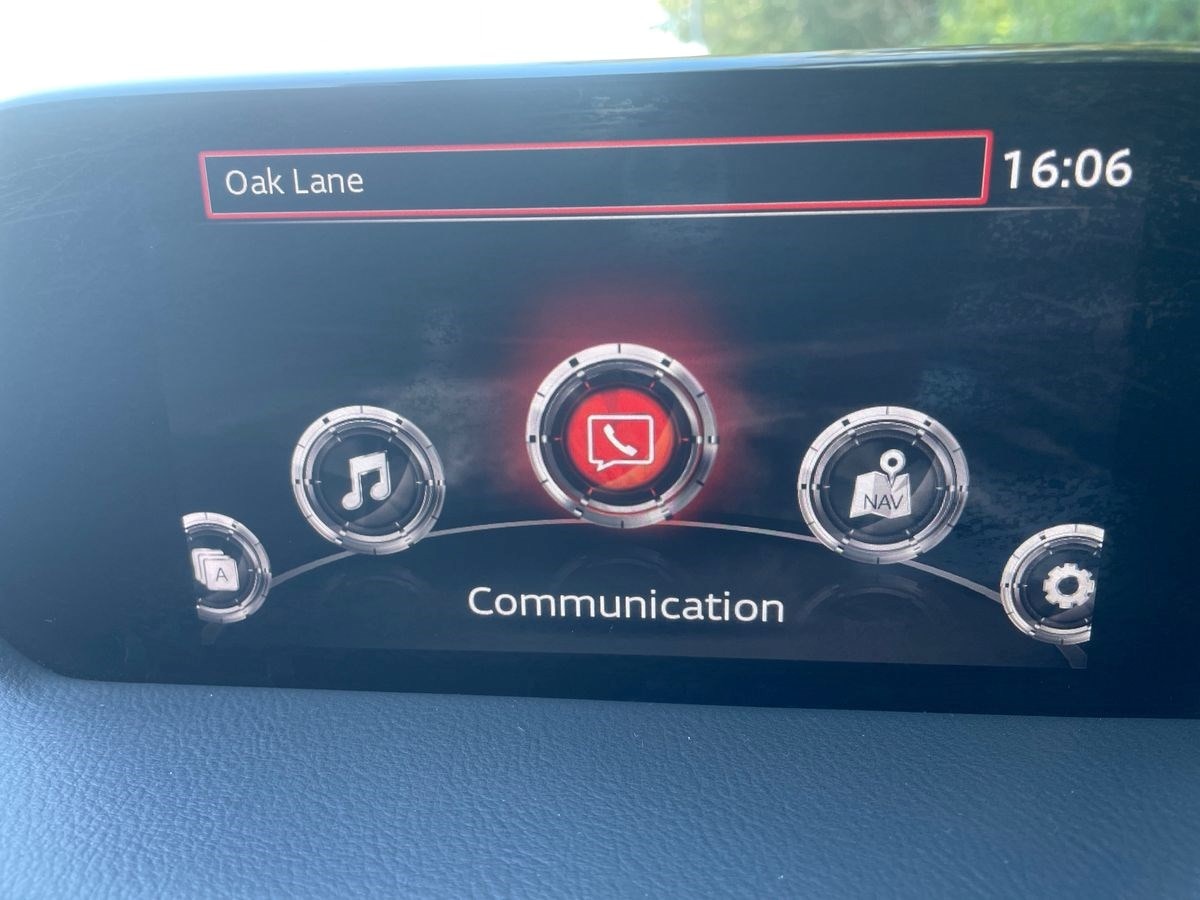 Oak Lane
16:06
NAV
A
Communication